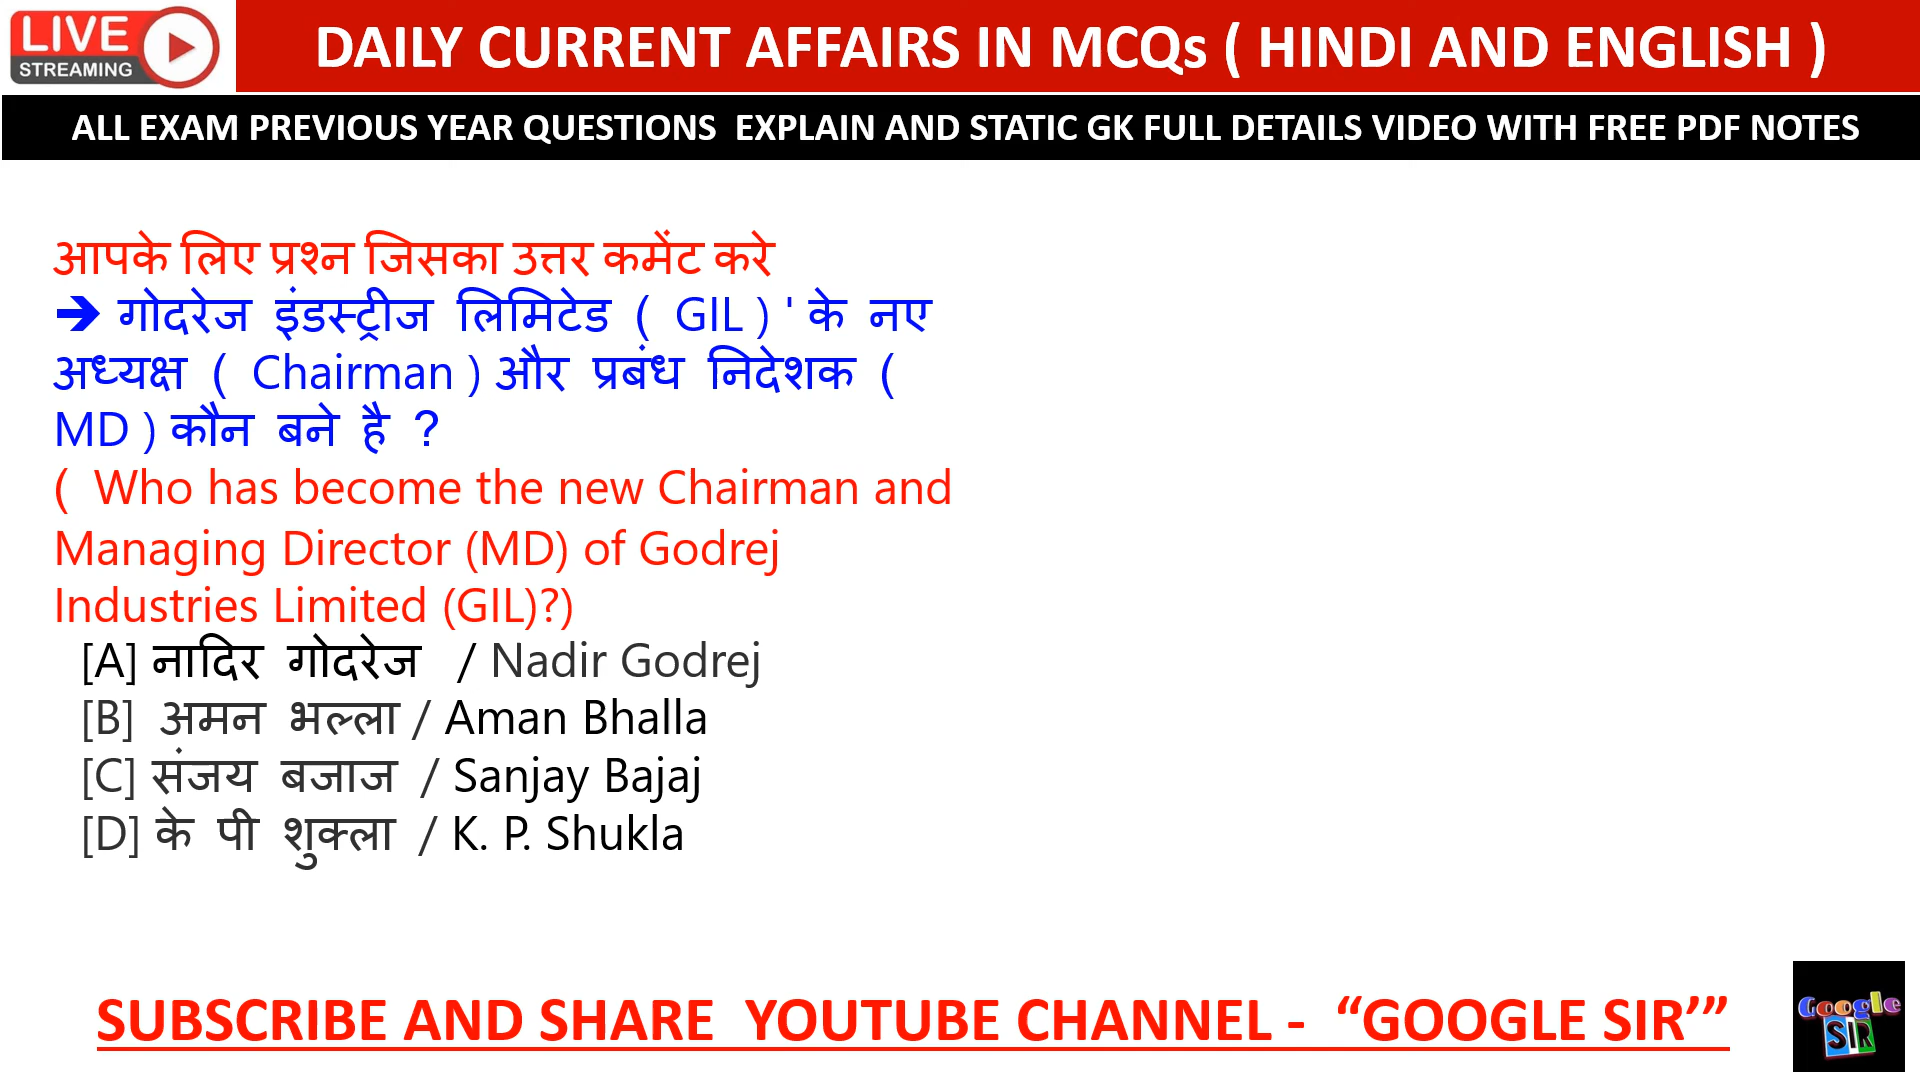 LIVE
STREAMING
DAILY CURRENT AFFAIRS IN MCQs ( HINDI AND ENGLISH )
ALL EXAM PREVIOUS YEAR QUESTIONS EXPLAIN AND STATIC GK FULL DETAILS VIDEO WITH FREE PDF NOTES
आपके लिए प्रश्न जिसका उत्तर कमेंट करे
➔ गोदरेज इंडस्ट्रीज लिमिटेड ( GIL ) ' के नए
अध्यक्ष ( Chairman ) और प्रबंध निदेशक (
MD ) कौन बने है ?
( Who has become the new Chairman and
Managing Director (MD) of Godrej
Industries Limited (GIL)?)
[A] नादिर गोदरेज / Nadir Godrej
[B] अमन भल्ला / Aman Bhalla
[C] संजय बजाज / Sanjay Bajaj
[D] के पी शुक्ला / K. P. Shukla
SUBSCRIBE AND SHARE YOUTUBE CHANNEL - “GOOGLE SIR’”
Google
SIR